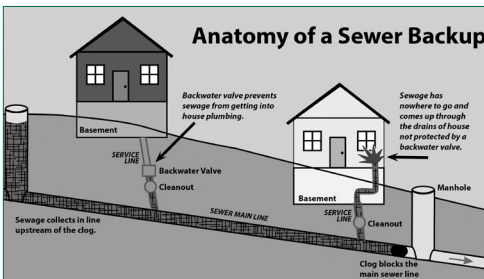 Anatomy of a Sewer Backup
Backwater valve prevents
sewage from getting into
house plumbing.
Sewage has
nowhere to go and
comes up through
the drains of house
not protected by a
backwater valve.
Basement
SERVICE
LINE
Backwater Valve
Cleanout
Basement
SERVICE
LINE
Cleanout
Manhole
SEWER MAIN LINE
Sewage collects in line
upstream of the clog.
Clog blocks the
main sewer line